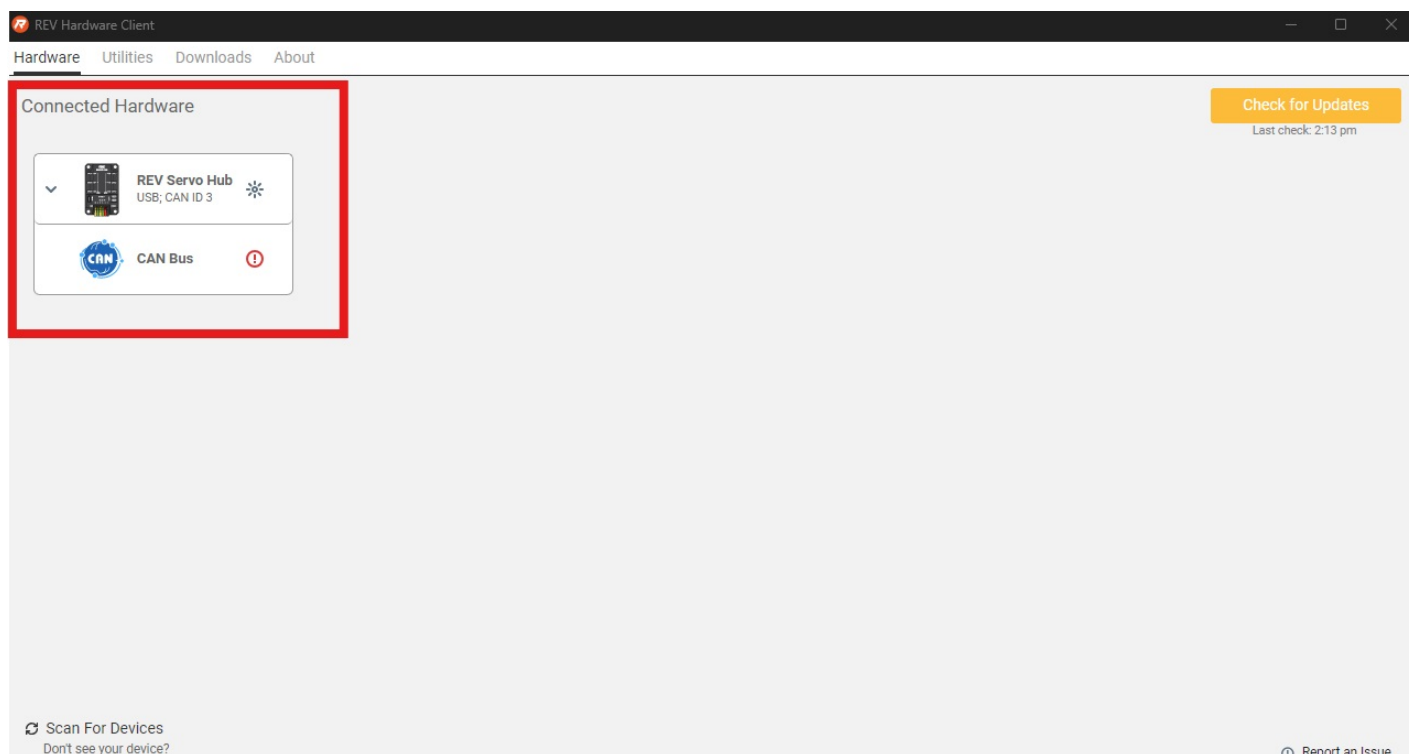 REV Hardware Client
Hardware Utilities Downloads About
Connected Hardware
Check for Updates
Last check: 2:13 pm
REV Servo Hub
USB; CAN ID 3
CAN
CAN Bus
Scan For Devices
Don't see your device?
Report an Issue